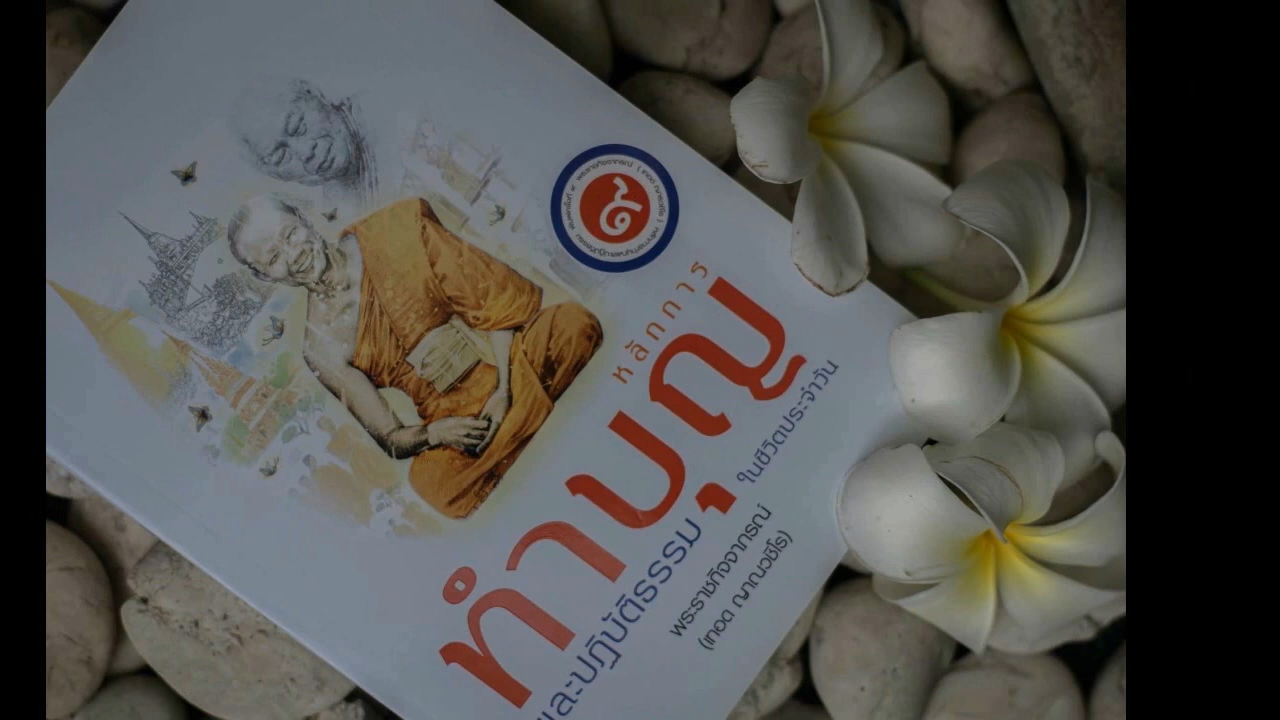 ๙
หลักการ
ทำบุญ
และปฏิบัติธรรม ในชีวิตประจำวัน
พระราชกิจจาภรณ์
(เทอด ญาณวชิโร)